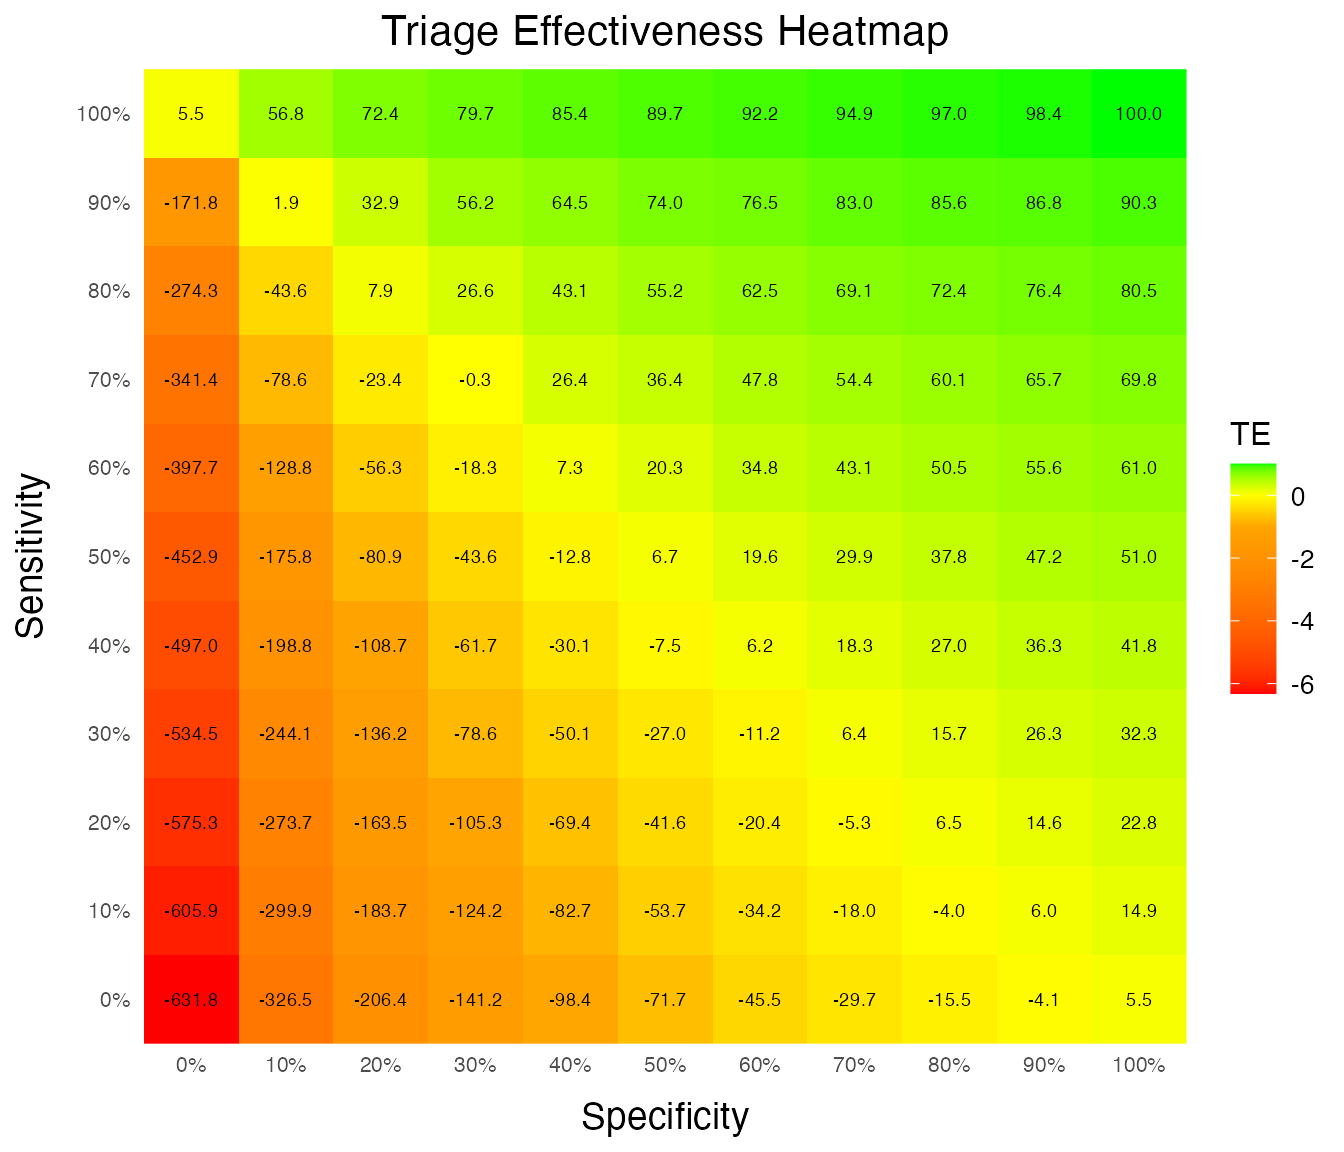 Triage Effectiveness Heatmap
100% 5.5 56.8 72.4 79.7 85.4 89.7 92.2 94.9 97.0 98.4 100.0
90% -171.8 1.9 32.9 56.2 64.5 74.0 76.5 83.0 85.6 86.8 90.3
80% -274.3 -43.6 7.9 26.6 43.1 55.2 62.5 69.1 72.4 76.4 80.5
70% -341.4 -78.6 -23.4 -0.3 26.4 36.4 47.8 54.4 60.1 65.7 69.8
60% -397.7 -128.8 -56.3 -18.3 7.3 20.3 34.8 43.1 50.5 55.6 61.0
50% -452.9 -175.8 -80.9 -43.6 -12.8 6.7 19.6 29.9 37.8 47.2 51.0
40% -497.0 -198.8 -108.7 -61.7 -30.1 -7.5 6.2 18.3 27.0 36.3 41.8
30% -534.5 -244.1 -136.2 -78.6 -50.1 -27.0 -11.2 6.4 15.7 26.3 32.3
20% -575.3 -273.7 -163.5 -105.3 -69.4 -41.6 -20.4 -5.3 6.5 14.6 22.8
10% -605.9 -299.9 -183.7 -124.2 -82.7 -53.7 -34.2 -18.0 -4.0 6.0 14.9
0% -631.8 -326.5 -206.4 -141.2 -98.4 -71.7 -45.5 -29.7 -15.5 -4.1 5.5
0% 10% 20% 30% 40% 50% 60% 70% 80% 90% 100%
Specificity
Sensitivity
TE
0
-2
-4
-6